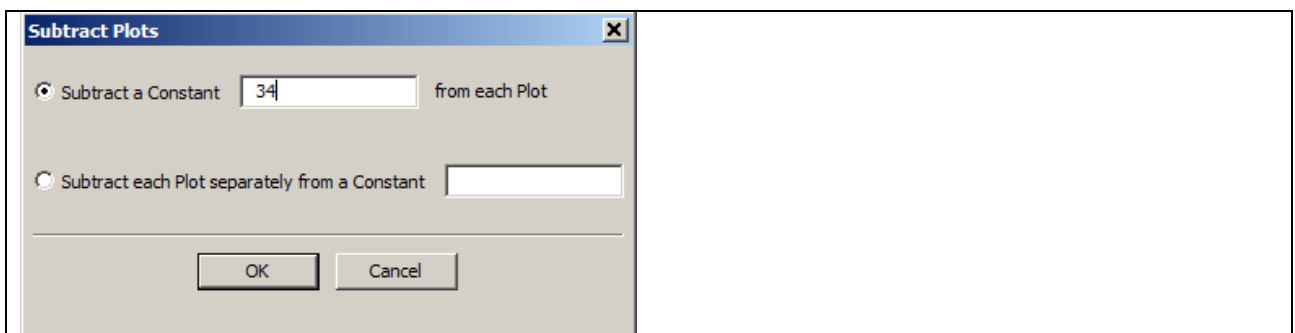 Subtract Plots
Subtract a Constant 34 from each Plot
Subtract each Plot separately from a Constant
OK Cancel